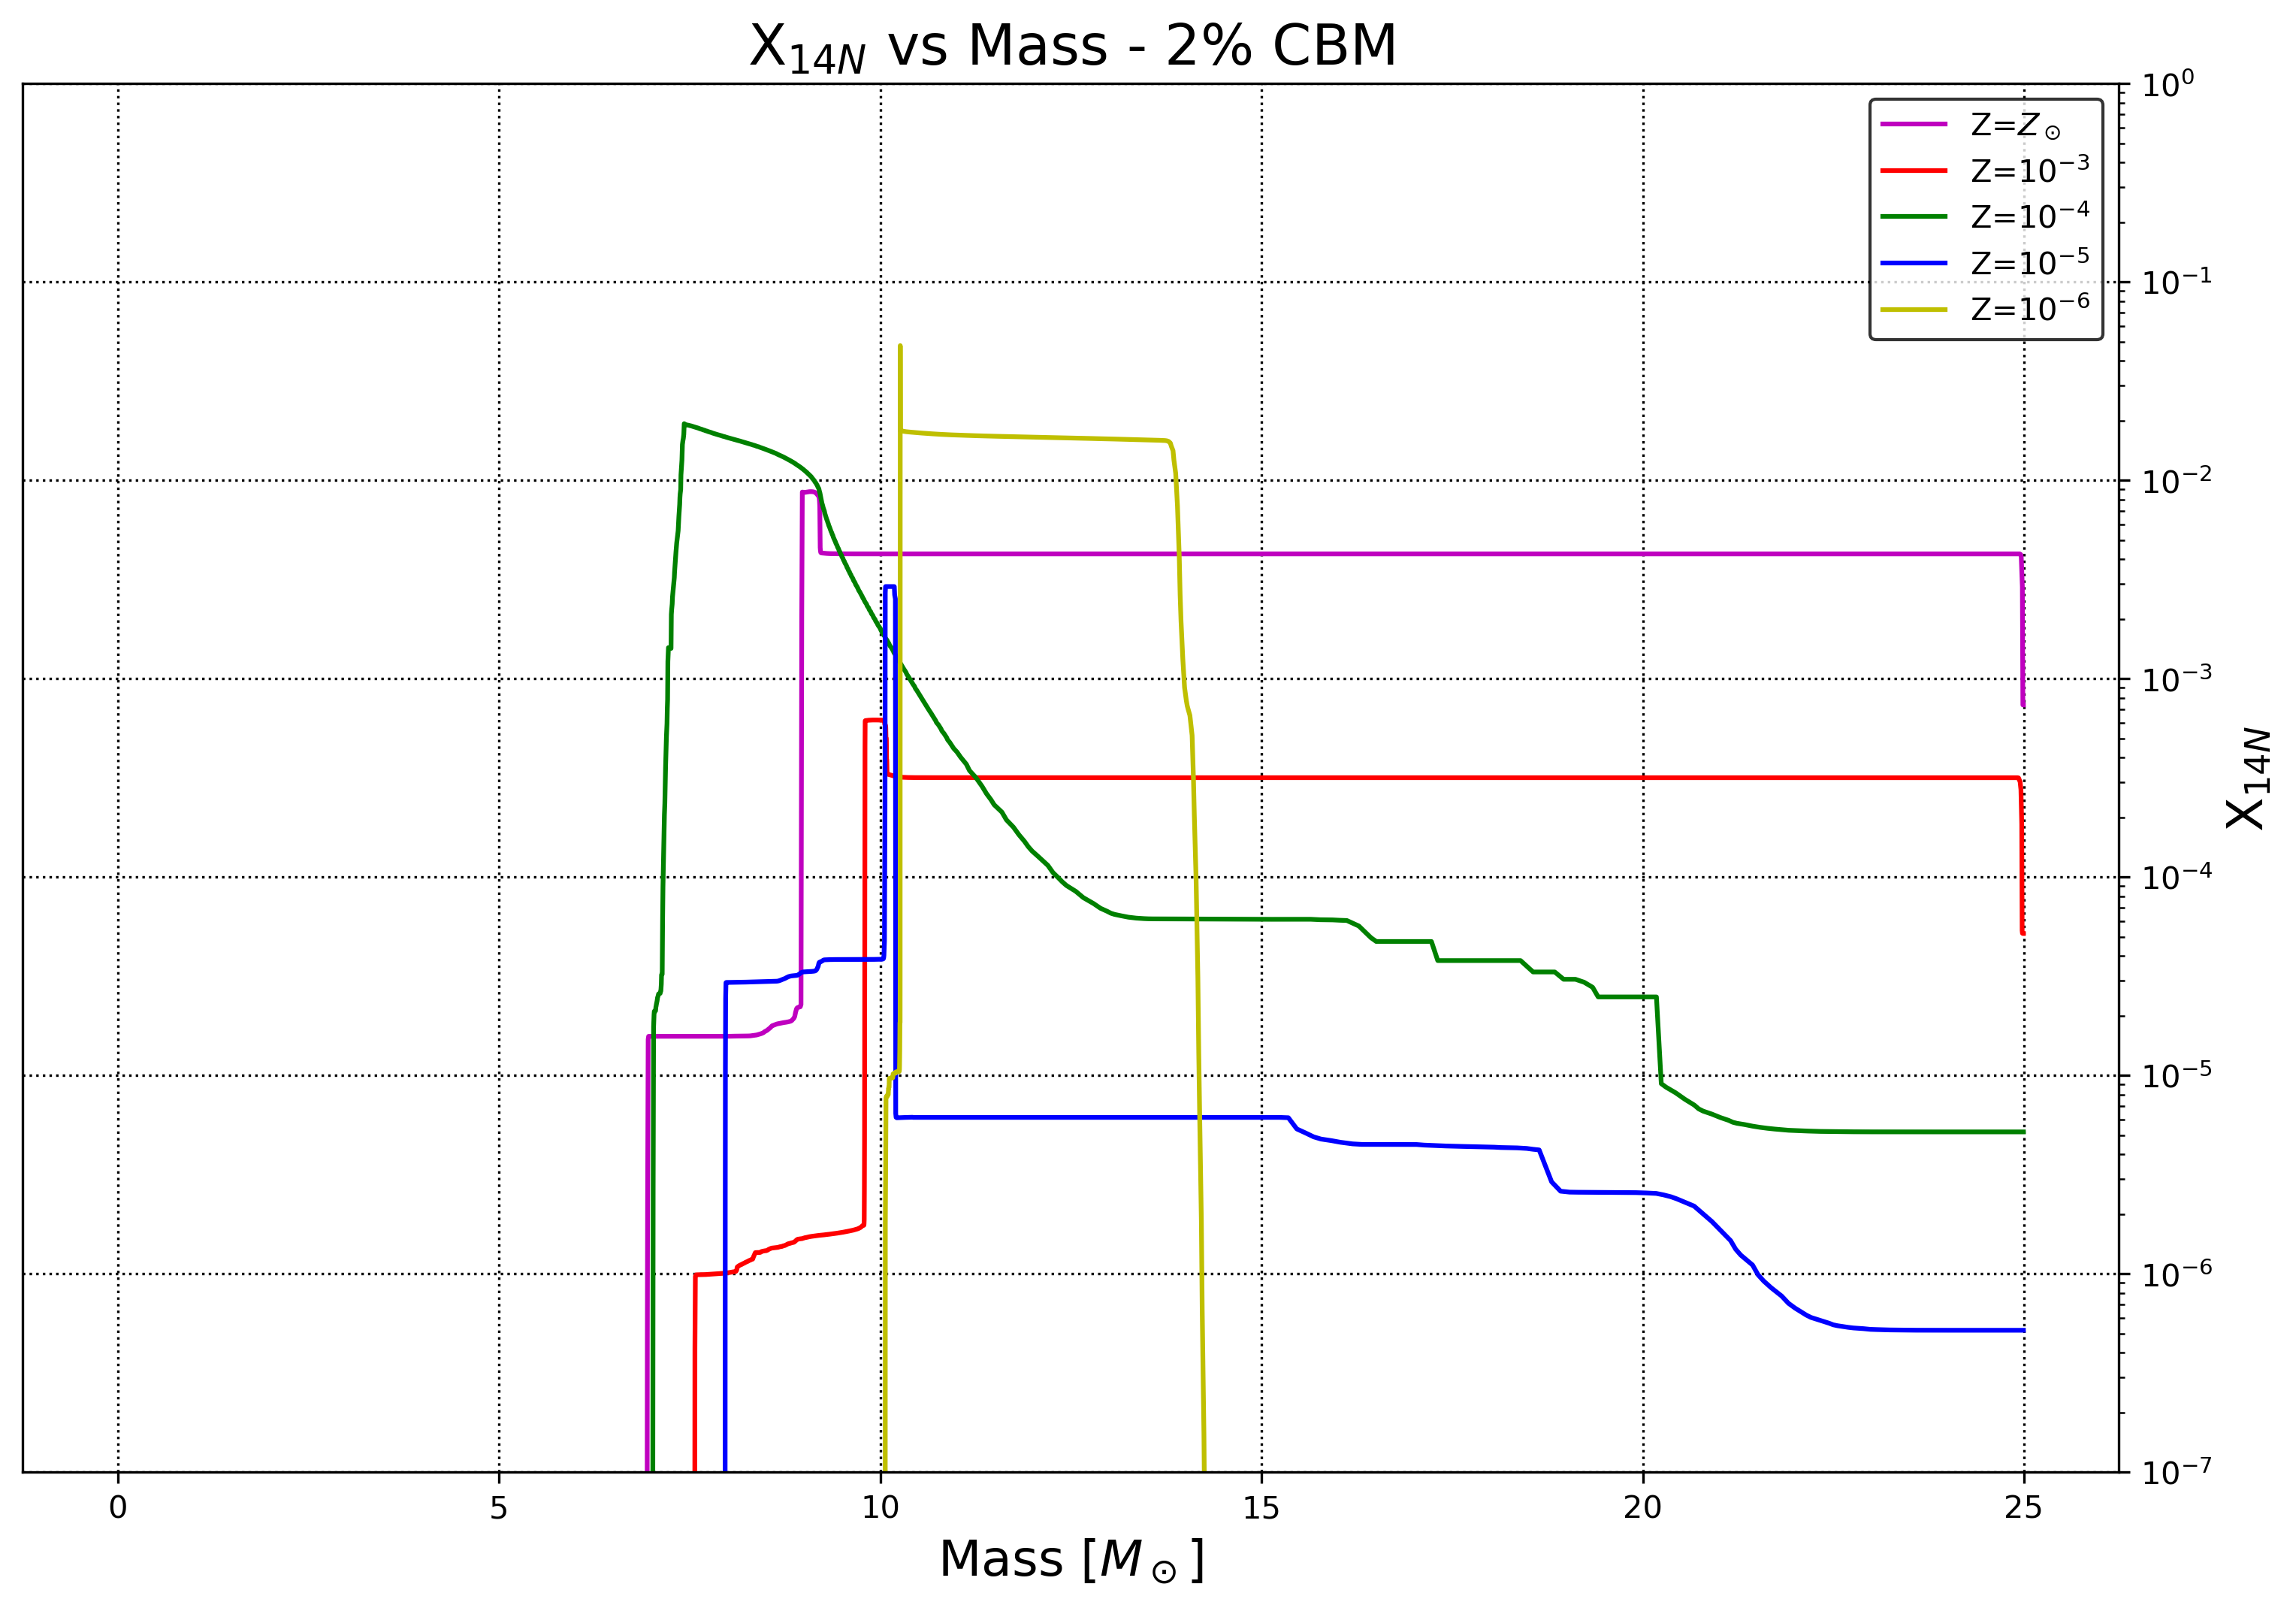 X₁₄N vs Mass - 2% CBM
Z=Z⊙
Z=10⁻³
Z=10⁻⁴
Z=10⁻⁵
Z=10⁻⁶
10⁰
10⁻¹
10⁻²
10⁻³
10⁻⁴
10⁻⁵
10⁻⁶
10⁻⁷
X₁₄N
0 5 10 15 20 25
Mass [M⊙]